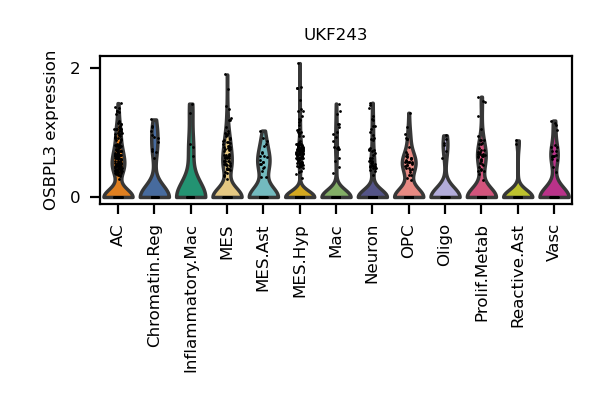 UKF243
OSBPL3 expression
2
0
AC
Chromatin.Reg
Inflammatory.Mac
MES
MES.Ast
MES.Hyp
Mac
Neuron
OPC
Oligo
Prolif.Metab
Reactive.Ast
Vasc